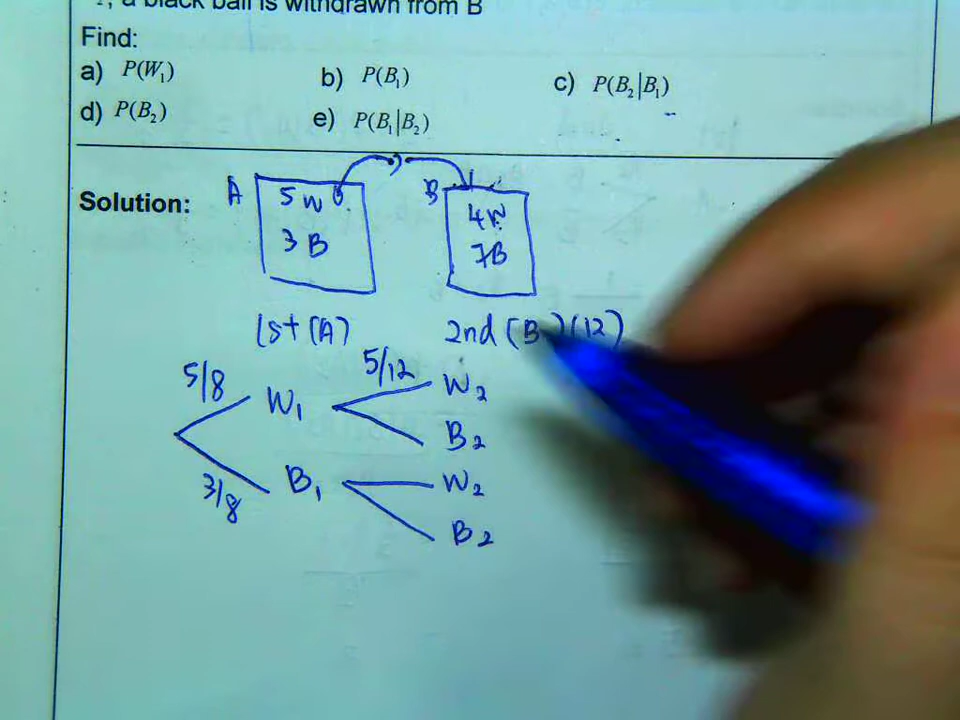 , a black ball is withdrawn from B
Find:
a) P(W₁) b) P(B₁) c) P(B₂|B₁)
d) P(B₂) e) P(B₁|B₂)
Solution:
A 5 W B 4W
3 B 7B
1st (A) 2nd (B) (12)
5/8 W₁ 5/12 W₂
B₂
3/8 B₁ W₂
B₂